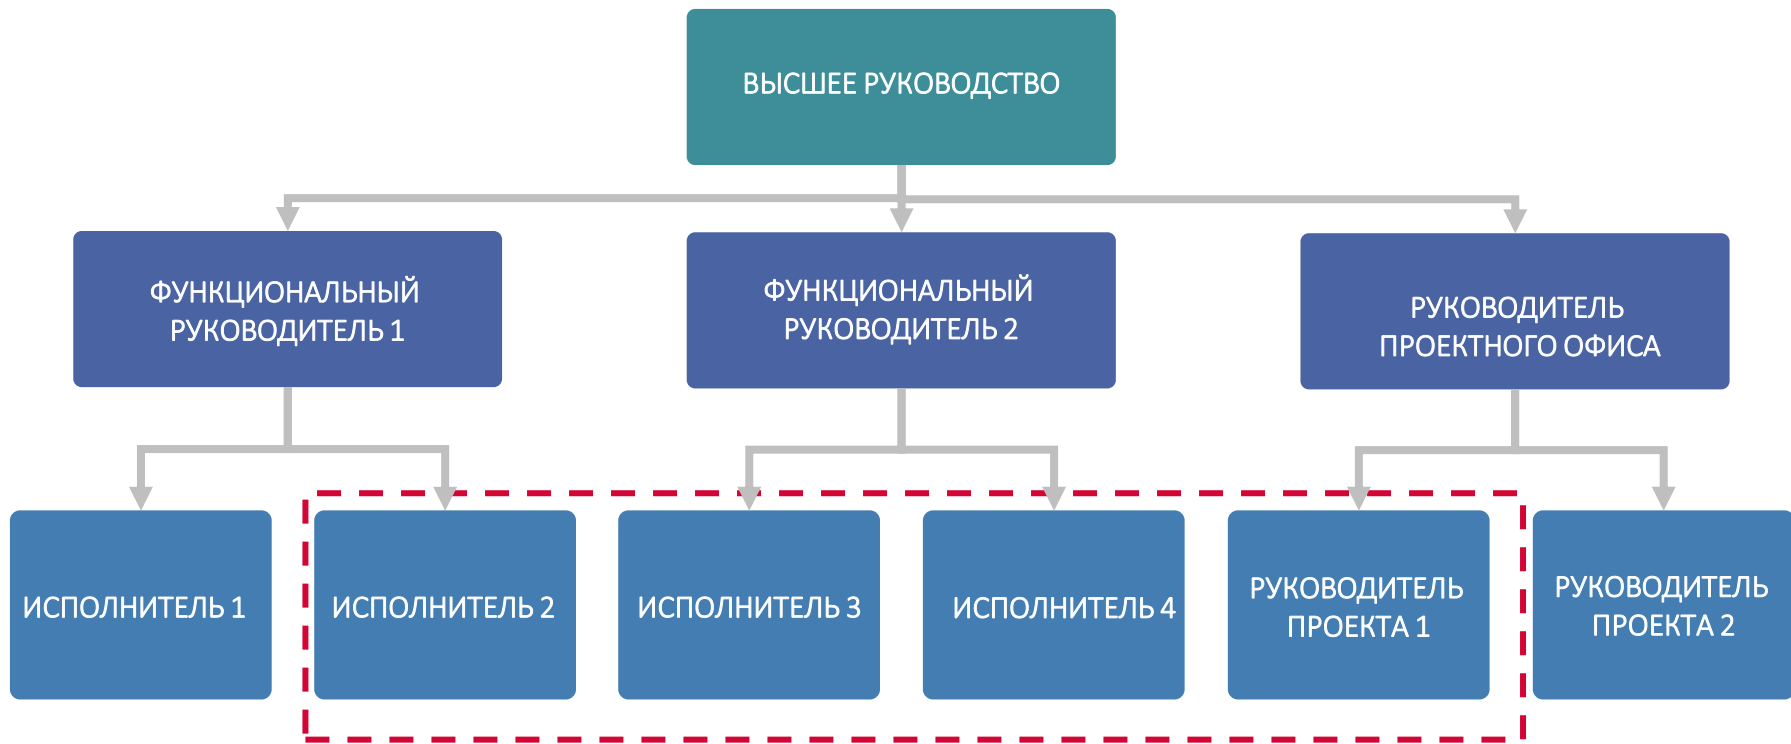 ВЫСШЕЕ РУКОВОДСТВО
ФУНКЦИОНАЛЬНЫЙ
РУКОВОДИТЕЛЬ 1
ФУНКЦИОНАЛЬНЫЙ
РУКОВОДИТЕЛЬ 2
РУКОВОДИТЕЛЬ
ПРОЕКТНОГО ОФИСА
ИСПОЛНИТЕЛЬ 1
ИСПОЛНИТЕЛЬ 2
ИСПОЛНИТЕЛЬ 3
ИСПОЛНИТЕЛЬ 4
РУКОВОДИТЕЛЬ
ПРОЕКТА 1
РУКОВОДИТЕЛЬ
ПРОЕКТА 2